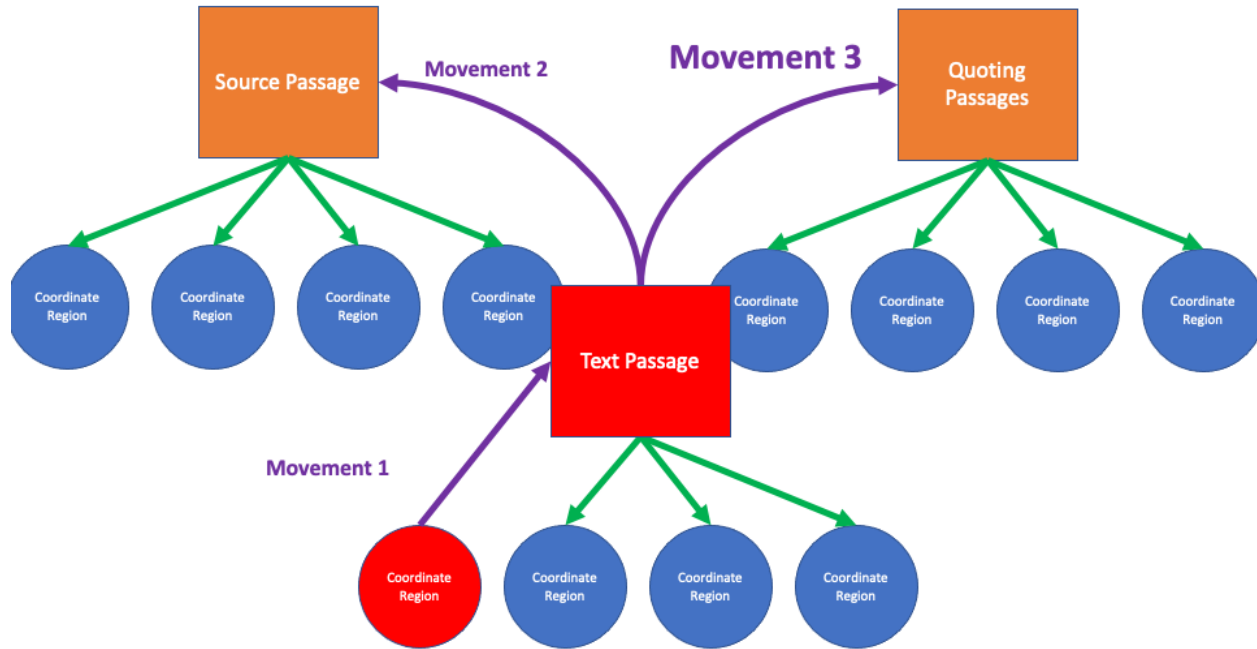 Movement 2
Movement 3
Source Passage
Quoting
Passages
Coordinate
Region
Coordinate
Region
Coordinate
Region
Coordinate
Region
Coordinate
Region
Coordinate
Region
Coordinate
Region
Coordinate
Region
Text Passage
Movement 1
Coordinate
Region
Coordinate
Region
Coordinate
Region
Coordinate
Region